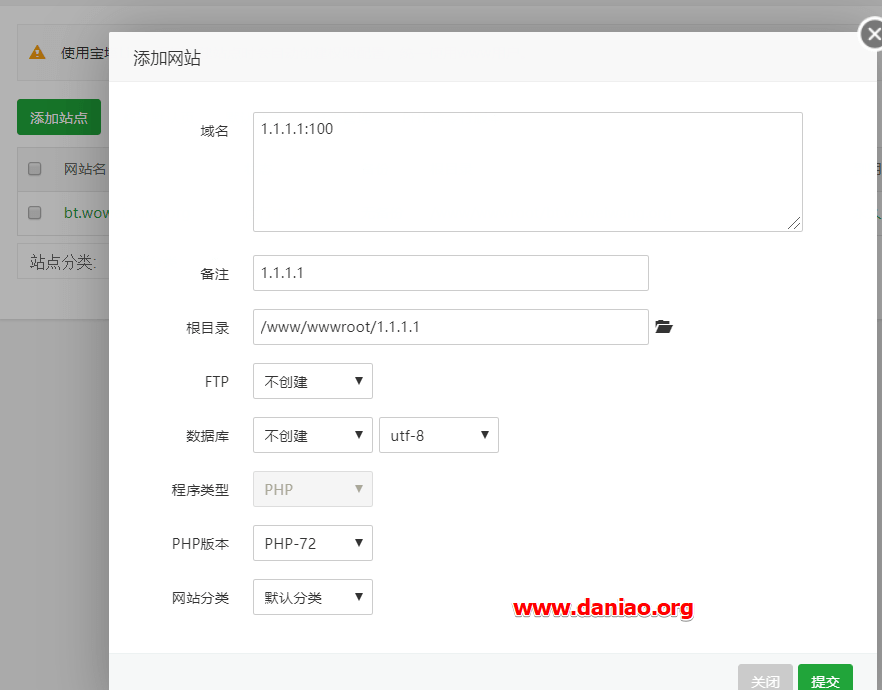 使用宝
添加网站
添加站点
域名
1.1.1.1:100
网站名
bt.wow
站点分类:
备注
1.1.1.1
根目录
/www/wwwroot/1.1.1.1
FTP
不创建
数据库
不创建
utf-8
程序类型
PHP
PHP版本
PHP-72
网站分类
默认分类
www.daniao.org
关闭
提交